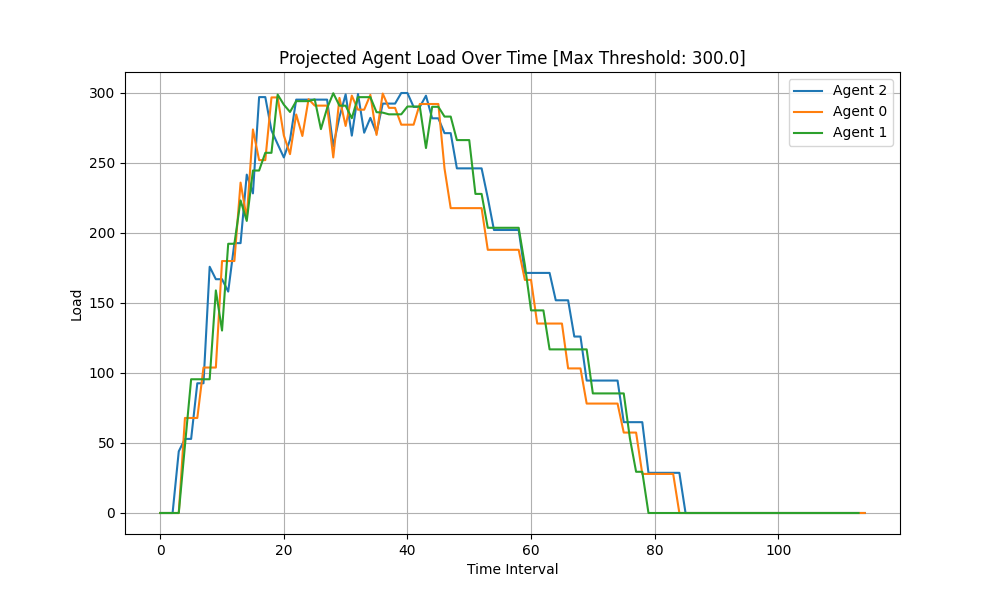 Projected Agent Load Over Time [Max Threshold: 300.0]
Agent 2
Agent 0
Agent 1
Load
300
250
200
150
100
50
0
0 20 40 60 80 100
Time Interval